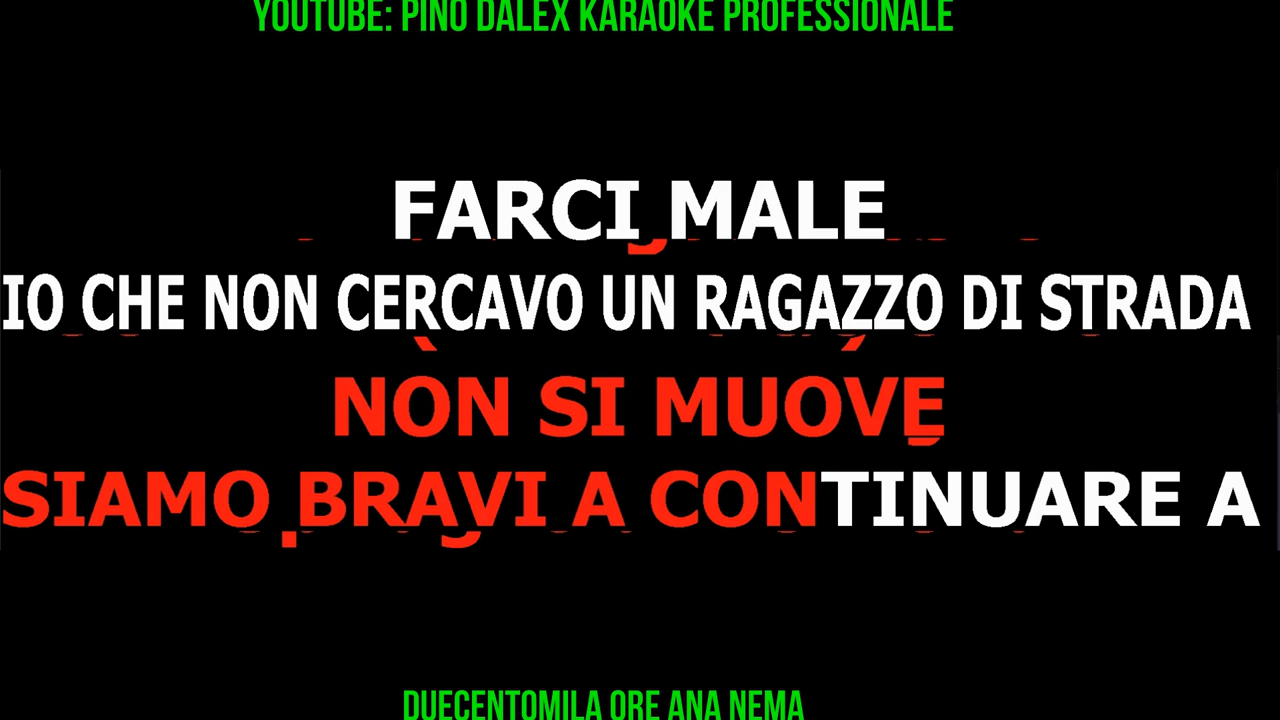 YOUTUBE: PINO DALEX KARAOKE PROFESSIONALE
FARCI MALE
IO CHE NON CERCAVO UN RAGAZZO DI STRADA
NON SI MUOVE
SIAMO BRAVI A CONTINUARE A
DUECENTOMILA ORE ANA NEMA